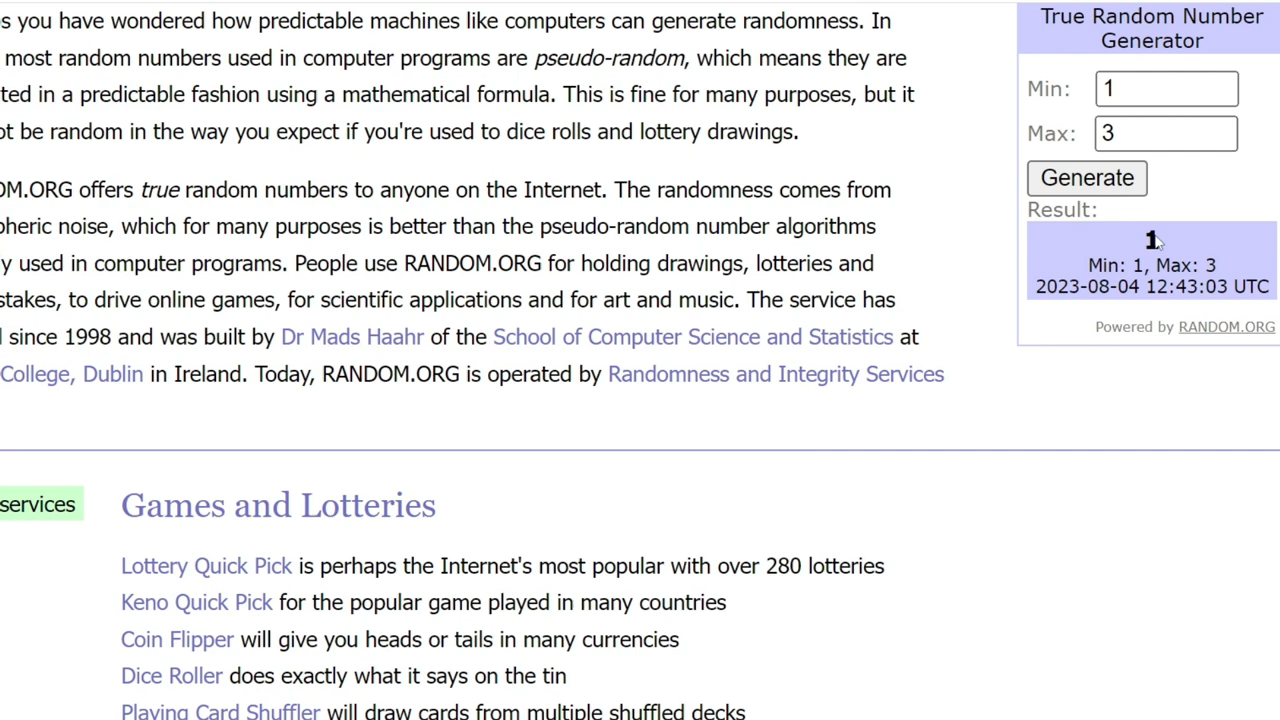 s you have wondered how predictable machines like computers can generate randomness. In
most random numbers used in computer programs are pseudo-random, which means they are
ted in a predictable fashion using a mathematical formula. This is fine for many purposes, but it
ot be random in the way you expect if you're used to dice rolls and lottery drawings.
OM.ORG offers true random numbers to anyone on the Internet. The randomness comes from
pheric noise, which for many purposes is better than the pseudo-random number algorithms
y used in computer programs. People use RANDOM.ORG for holding drawings, lotteries and
stakes, to drive online games, for scientific applications and for art and music. The service has
since 1998 and was built by Dr Mads Haahr of the School of Computer Science and Statistics at
College, Dublin in Ireland. Today, RANDOM.ORG is operated by Randomness and Integrity Services
True Random Number
Generator
Min: 1
Max: 3
Generate
Result:
1
Min: 1, Max: 3
2023-08-04 12:43:03 UTC
Powered by RANDOM.ORG
services
Games and Lotteries
Lottery Quick Pick is perhaps the Internet's most popular with over 280 lotteries
Keno Quick Pick for the popular game played in many countries
Coin Flipper will give you heads or tails in many currencies
Dice Roller does exactly what it says on the tin
Playing Card Shuffler will draw cards from multiple shuffled decks